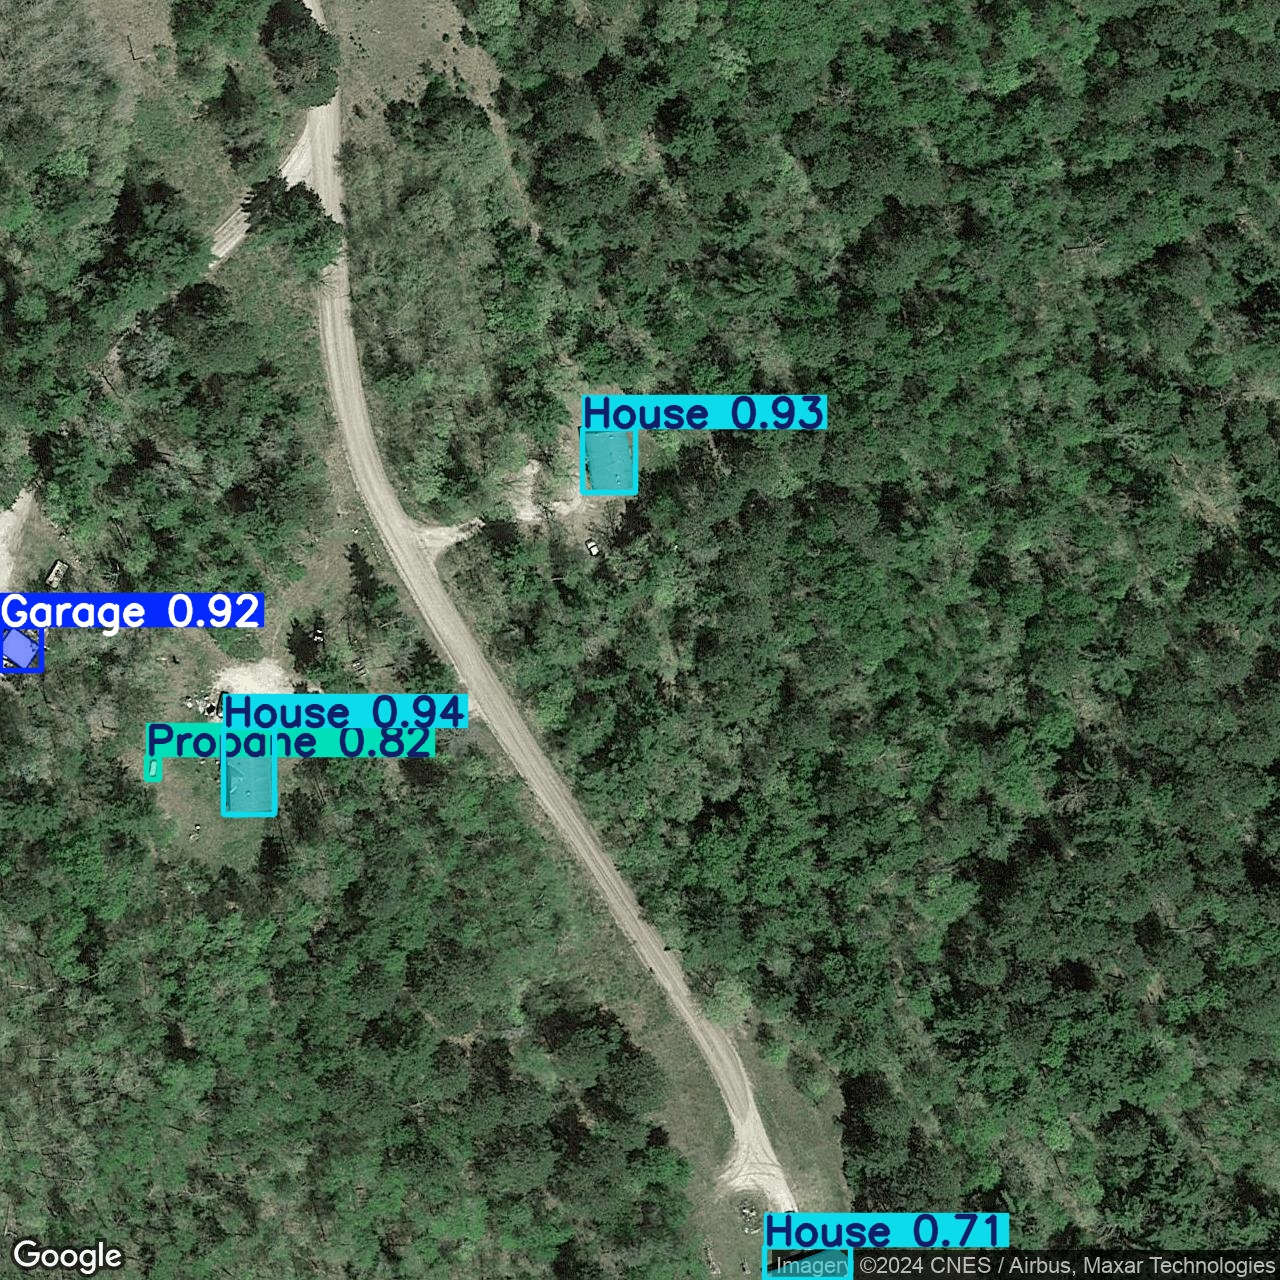 House 0.93
Garage 0.92
House 0.94
Propane 0.82
House 0.71
Google
Imagery ©2024 CNES / Airbus, Maxar Technologies